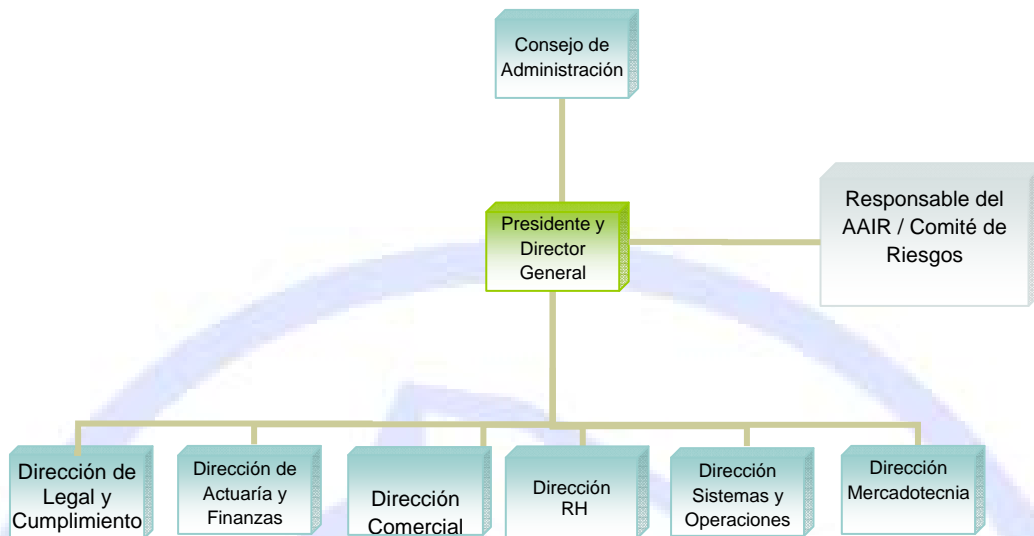 Consejo de
Administración
Presidente y
Director
General
Responsable del
AAIR / Comité de
Riesgos
Dirección de
Legal y
Cumplimiento
Dirección de
Actuaría y
Finanzas
Dirección
Comercial
Dirección
RH
Dirección
Sistemas y
Operaciones
Dirección
Mercadotecnia